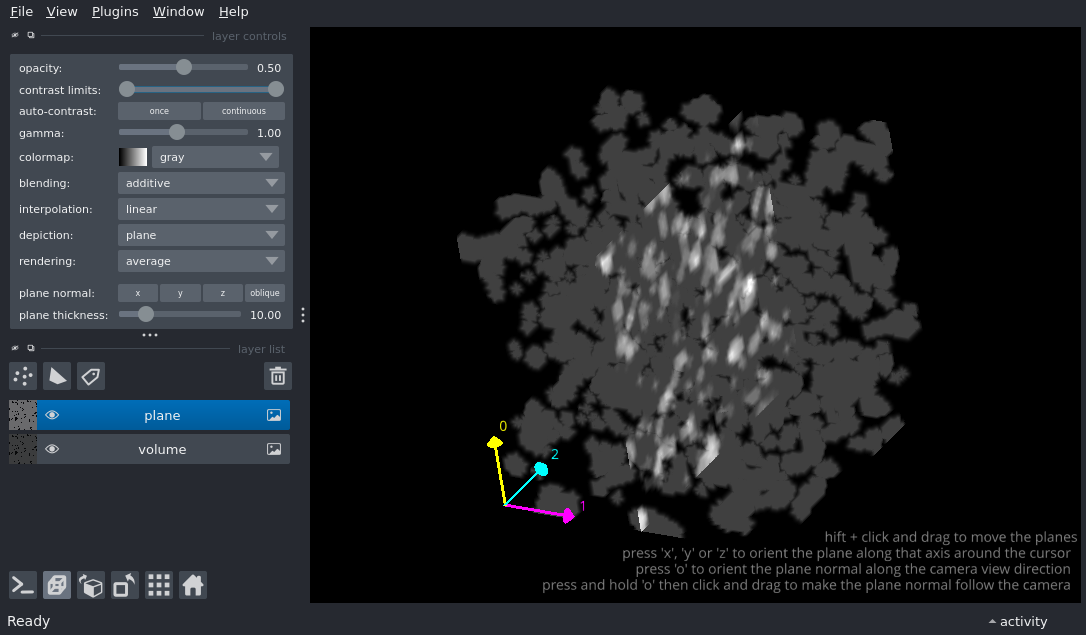 File View Plugins Window Help
layer controls
opacity: 0.50
contrast limits:
auto-contrast: once continuous
gamma: 1.00
colormap: gray
blending: additive
interpolation: linear
depiction: plane
rendering: average
plane normal: x y z oblique
plane thickness: 10.00
layer list
plane
volume
0
2
1
hift + click and drag to move the planes
press 'x', 'y' or 'z' to orient the plane along that axis around the cursor
press 'o' to orient the plane normal along the camera view direction
press and hold 'o' then click and drag to make the plane normal follow the camera
Ready
activity